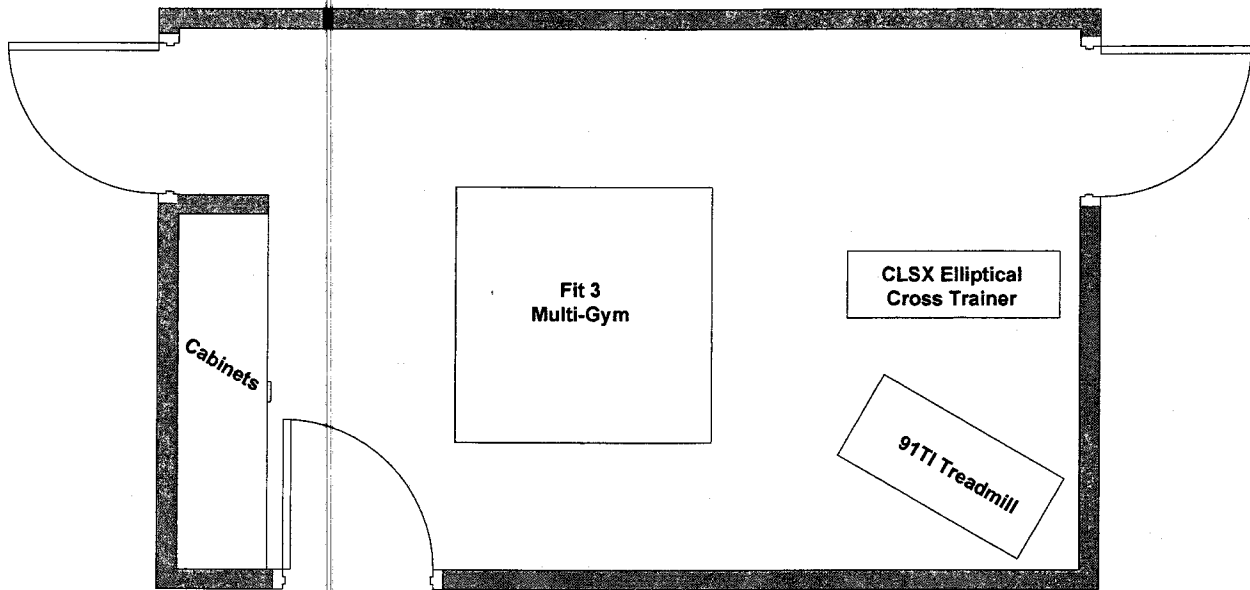 Fit 3
Multi-Gym
CLSX Elliptical
Cross Trainer
Cabinets
91TI Treadmill